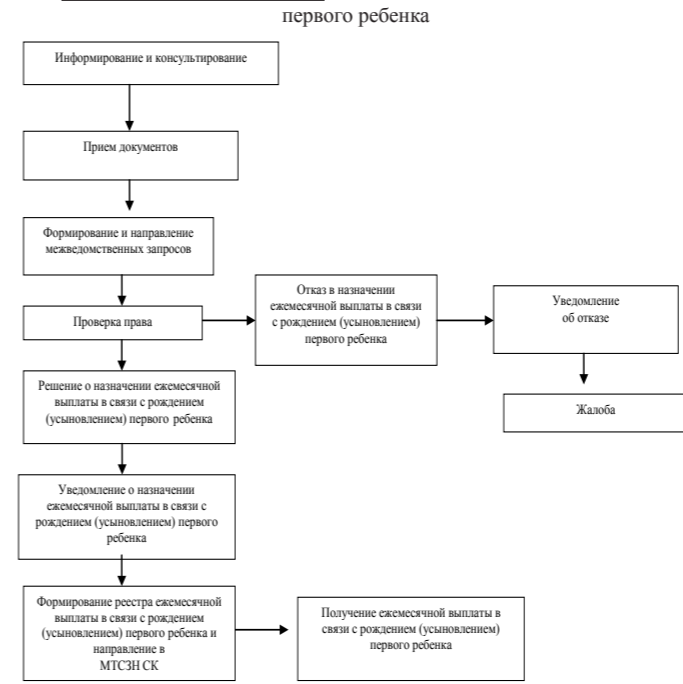 первого ребенка
Информирование и консультирование
Прием документов
Формирование и направление
межведомственных запросов
Проверка права
Отказ в назначении
ежемесячной выплаты в связи
с рождением (усыновлением)
первого ребенка
Уведомление
об отказе
Жалоба
Решение о назначении ежемесячной
выплаты в связи с рождением
(усыновлением) первого ребенка
Уведомление о назначении
ежемесячной выплаты в связи с
рождением (усыновлением) первого
ребенка
Формирование реестра ежемесячной
выплаты в связи с рождением
(усыновлением) первого ребенка и
направление в
МТСЗН СК
Получение ежемесячной выплаты в
связи с рождением (усыновлением)
первого ребенка